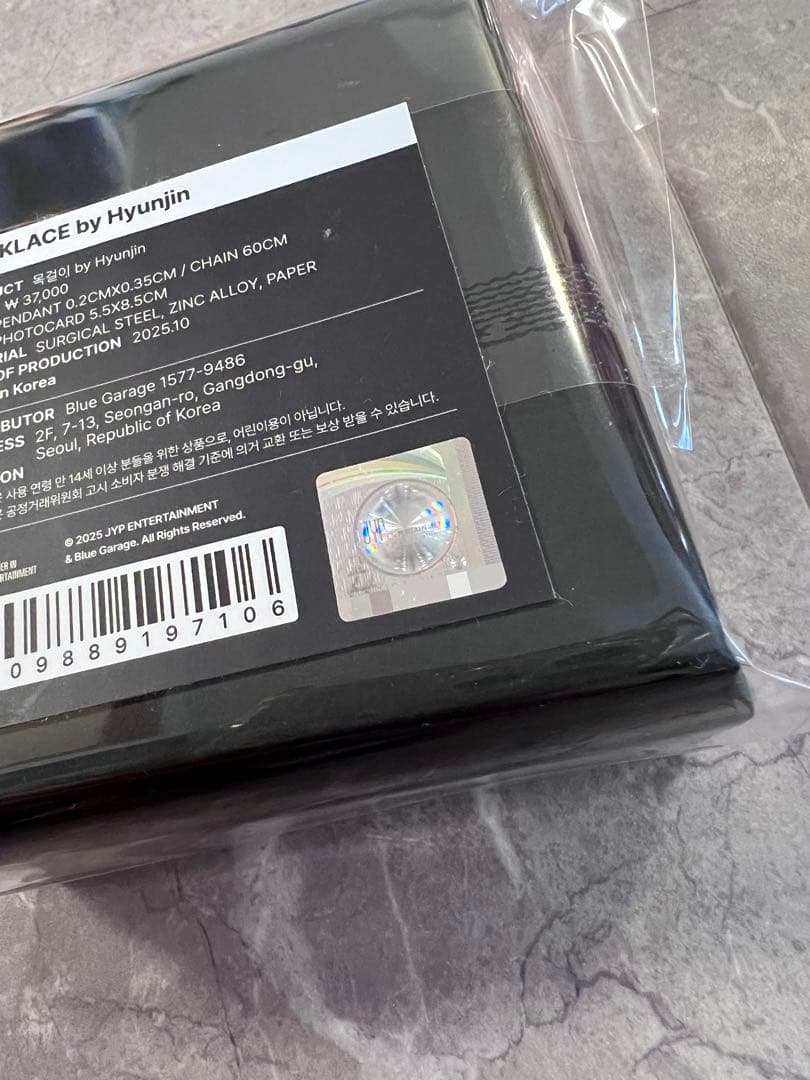 KLACE by Hyunjin
UCT 목걸이 by Hyunjin
₩ 37,000
PENDANT 0.2CMX0.35CM / CHAIN 60CM
PHOTOCARD 5.5X8.5CM
RIAL SURGICAL STEEL, ZINC ALLOY, PAPER
OF PRODUCTION 2025.10
n Korea
IBUTOR Blue Garage 1577-9486
ESS 2F, 7-13, Seongan-ro, Gangdong-gu,
Seoul, Republic of Korea
ION
사용 연령 만 14세 이상 분들을 위한 상품으로, 어린이용이 아닙니다.
공정거래위원회 고시 소비자 분쟁 해결 기준에 의거 교환 또는 보상 받을 수 있습니다.
© 2025 JYP ENTERTAINMENT
& Blue Garage. All Rights Reserved.
ER IN
RTAINMENT
09889197106